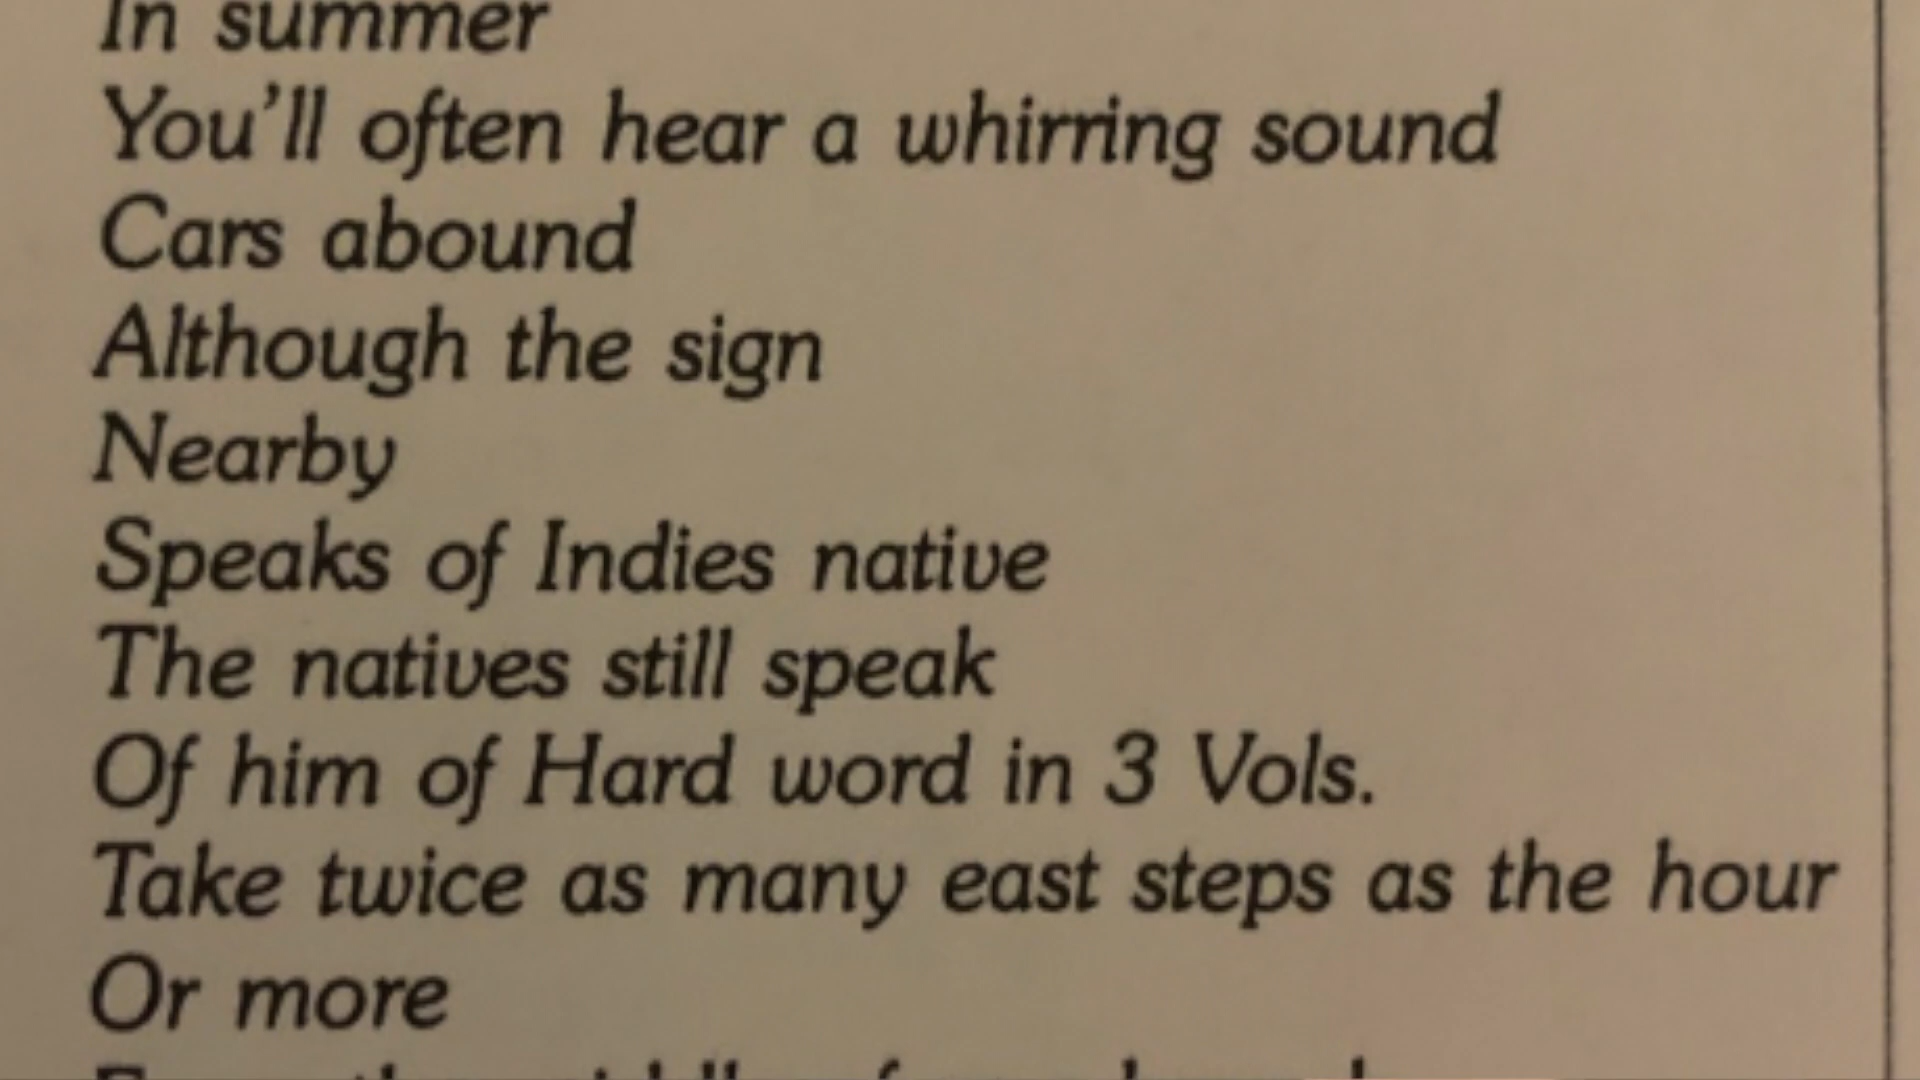 In summer
You'll often hear a whirring sound
Cars abound
Although the sign
Nearby
Speaks of Indies native
The natives still speak
Of him of Hard word in 3 Vols.
Take twice as many east steps as the hour
Or more